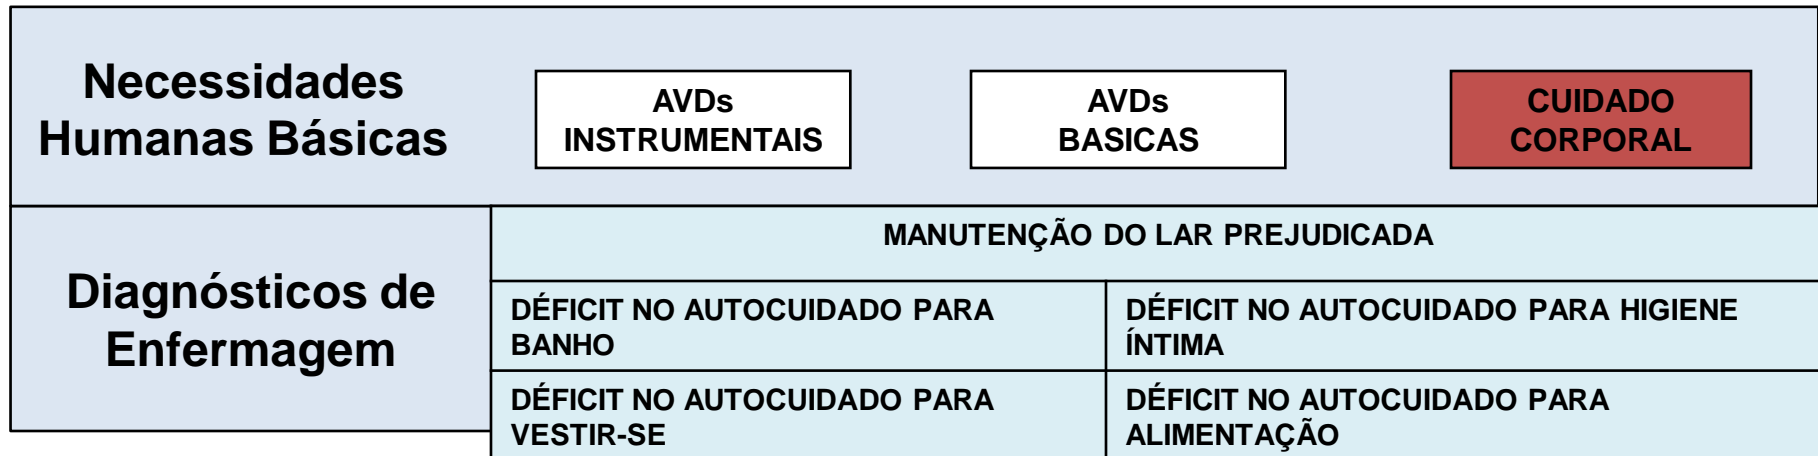 Necessidades
Humanas Básicas
AVDs
INSTRUMENTAIS
AVDs
BASICAS
CUIDADO
CORPORAL
Diagnósticos de
Enfermagem
MANUTENÇÃO DO LAR PREJUDICADA
DÉFICIT NO AUTOCUIDADO PARA
BANHO
DÉFICIT NO AUTOCUIDADO PARA HIGIENE
ÍNTIMA
DÉFICIT NO AUTOCUIDADO PARA
VESTIR-SE
DÉFICIT NO AUTOCUIDADO PARA
ALIMENTAÇÃO